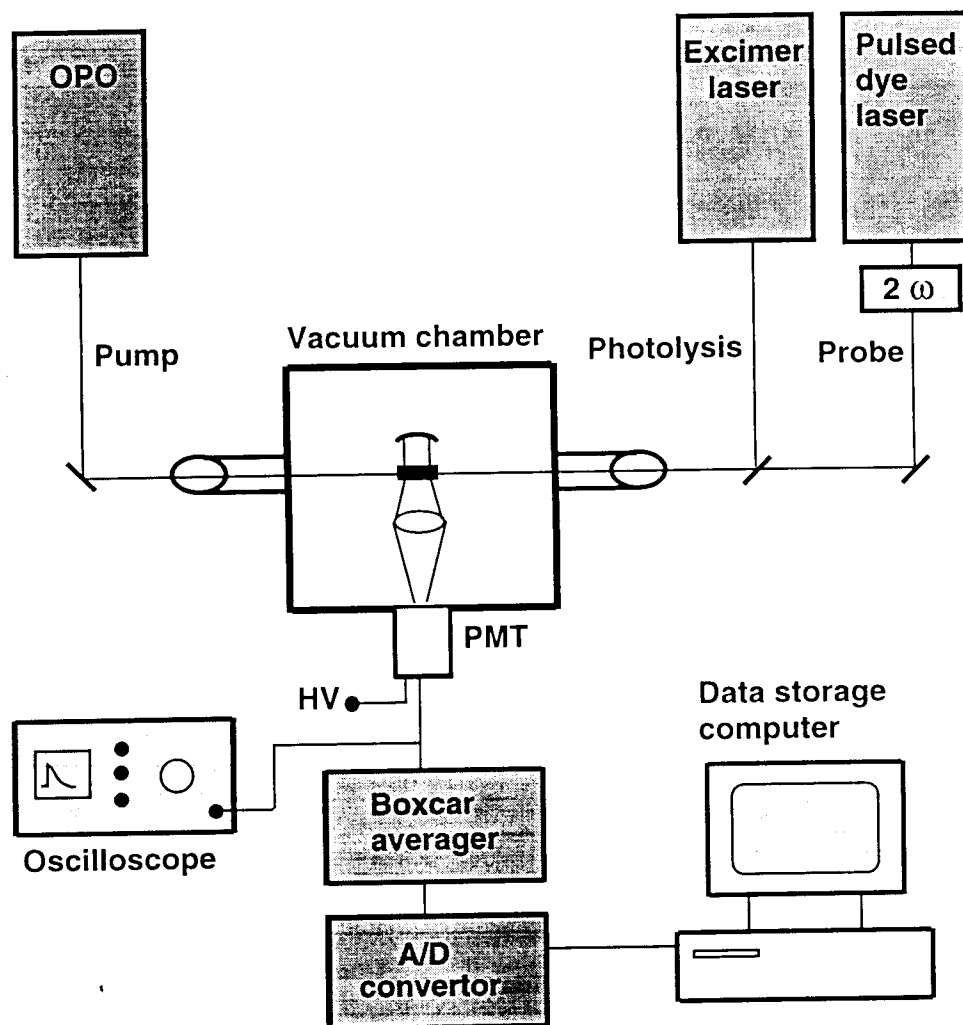 OPO
Excimer
laser
Pulsed
dye
laser
2 ω
Pump
Vacuum chamber
Photolysis
Probe
PMT
HV
Data storage
computer
Oscilloscope
Boxcar
averager
A/D
convertor